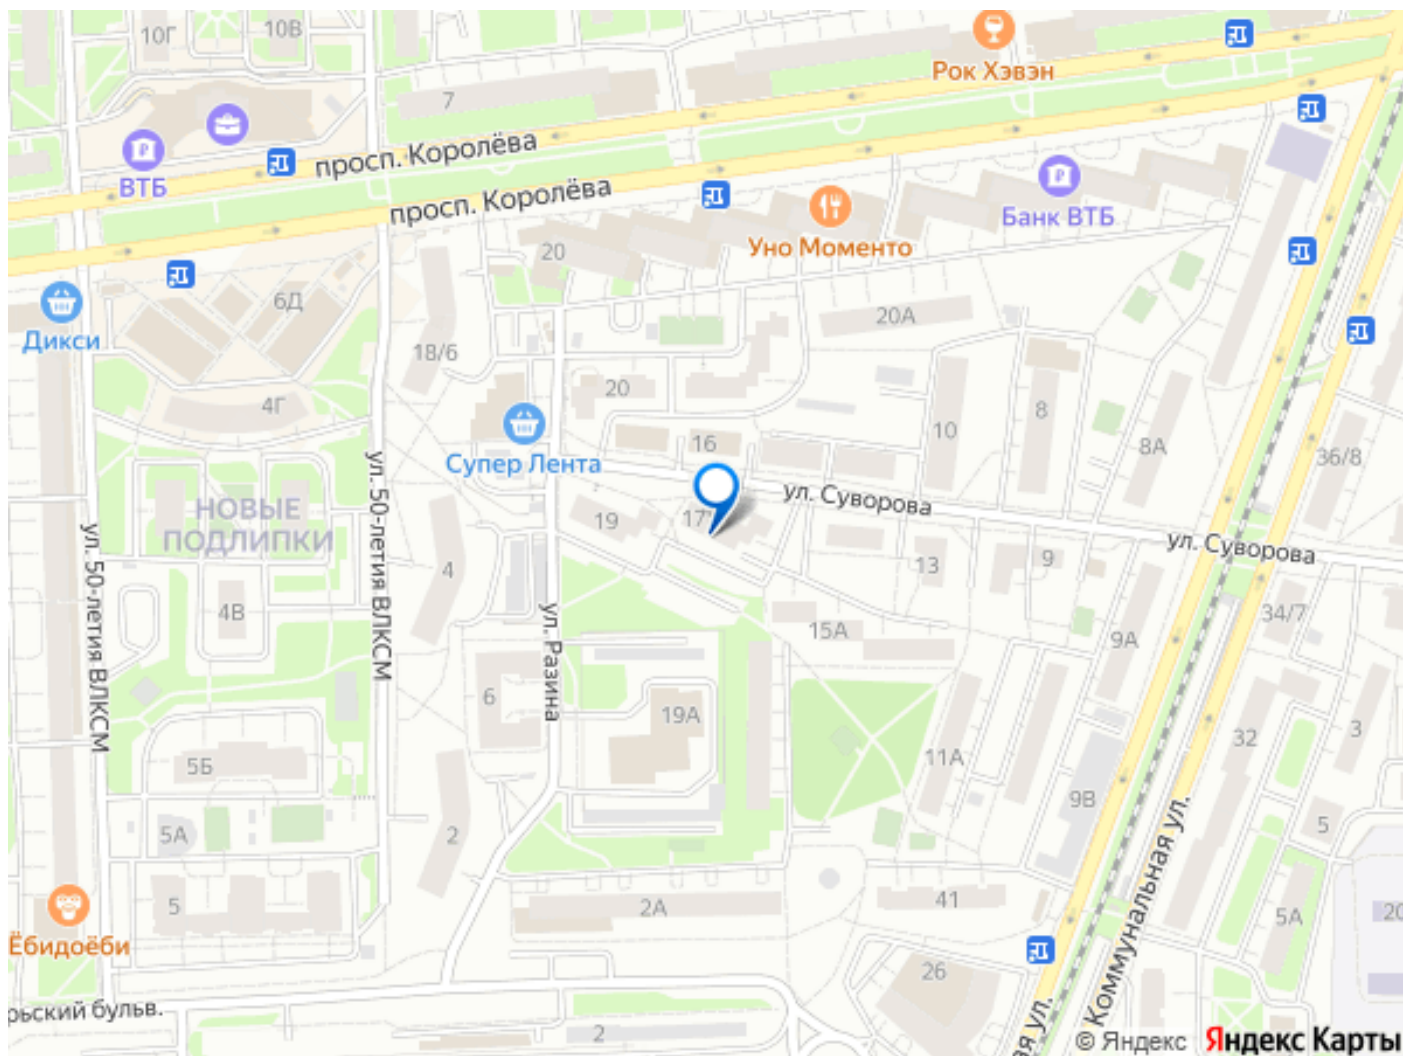 10Г
10В
Рок Хэвэн
7
просп. Королёва
ВТБ
просп. Королёва
Банк ВТБ
Уно Моменто
20
6Д
20А
Дикси
18/6
20
4Г
8
10
16
8А
36/8
Супер Лента
ул. Суворова
НОВЫЕ
ПОДЛИПКИ
19
17
ул. Суворова
ул. 50-летия ВЛКСМ
ул. 50-летия ВЛКСМ
4
13
9
4В
ул. Разина
15А
9А
34/7
6
19А
32
3
5Б
11А
9В
5А
2
5
Коммунальная ул.
5
2А
41
5А
20
Ёбидоёби
26
рьский бульв.
2
ая ул.
© Яндекс Яндекс Карты